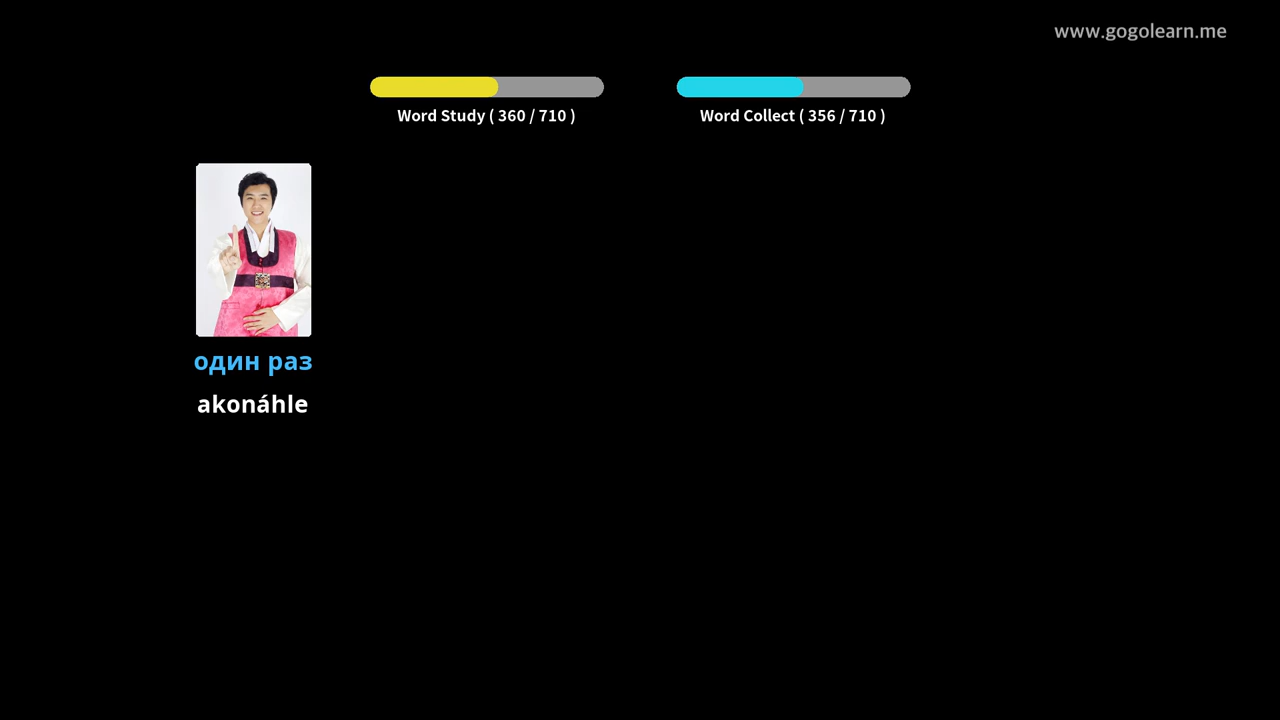 www.gogolearn.me
Word Study ( 360 / 710 )
Word Collect ( 356 / 710 )
один раз
akonáhle